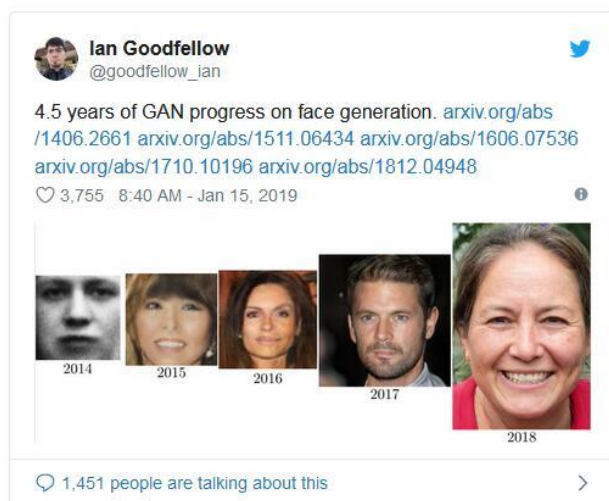 Ian Goodfellow
@goodfellow_ian
4.5 years of GAN progress on face generation. arxiv.org/abs
/1406.2661 arxiv.org/abs/1511.06434 arxiv.org/abs/1606.07536
arxiv.org/abs/1710.10196 arxiv.org/abs/1812.04948
3,755 8:40 AM - Jan 15, 2019
2014
2015
2016
2017
2018
1,451 people are talking about this